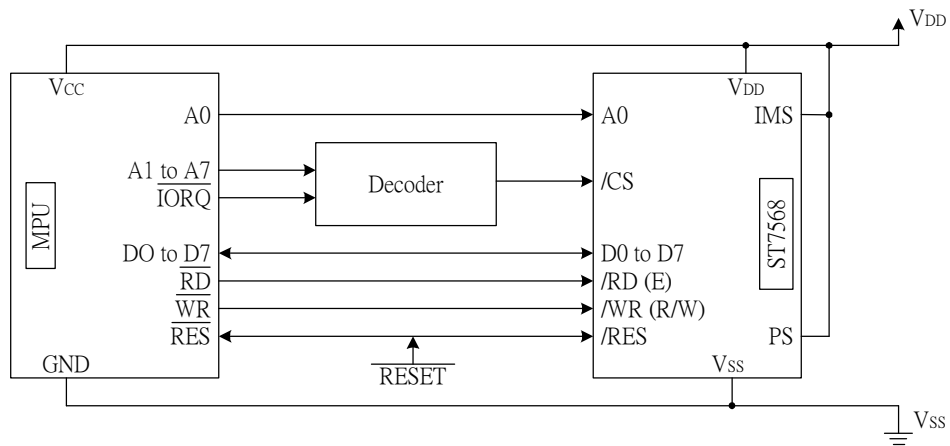 VDD
VCC
VDD
A0
A0
IMS
A1 to A7
IORQ
Decoder
/CS
MPU
ST7568
DO to D7
D0 to D7
RD
/RD (E)
WR
/WR (R/W)
RES
/RES
PS
GND
RESET
VSS
VSS